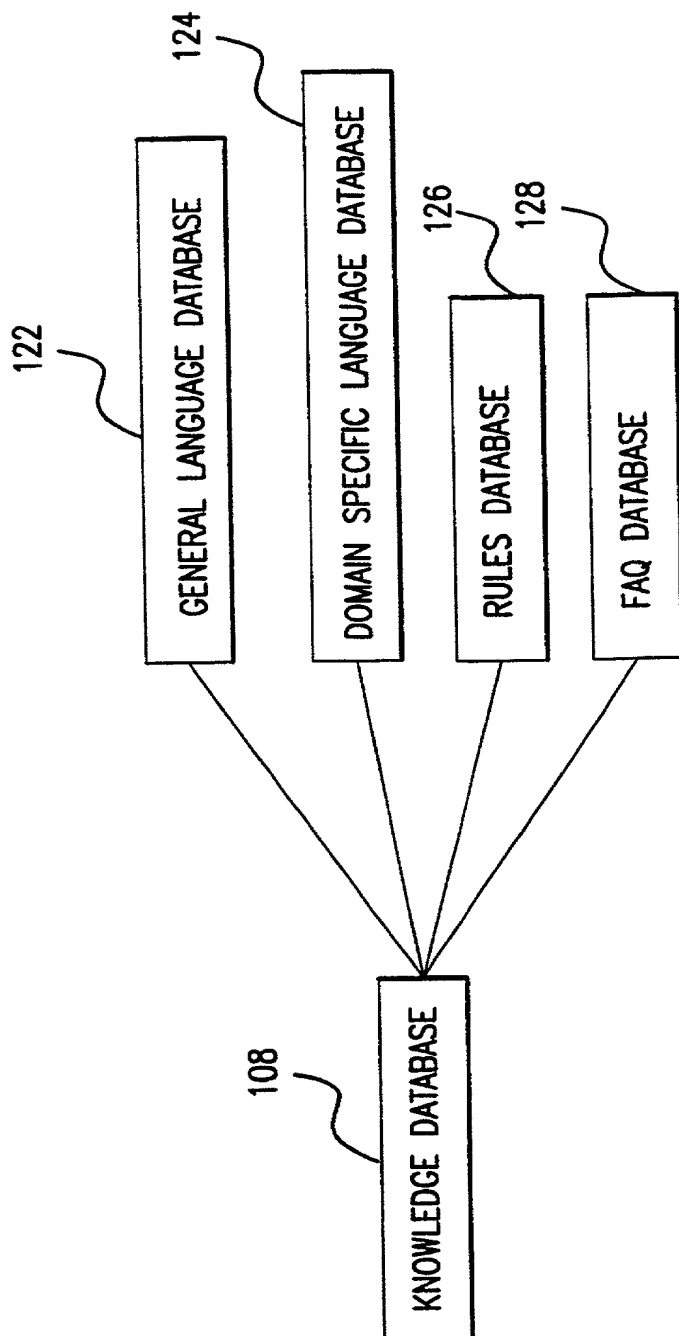 108
KNOWLEDGE DATABASE
122
GENERAL LANGUAGE DATABASE
124
DOMAIN SPECIFIC LANGUAGE DATABASE
126
RULES DATABASE
128
FAQ DATABASE